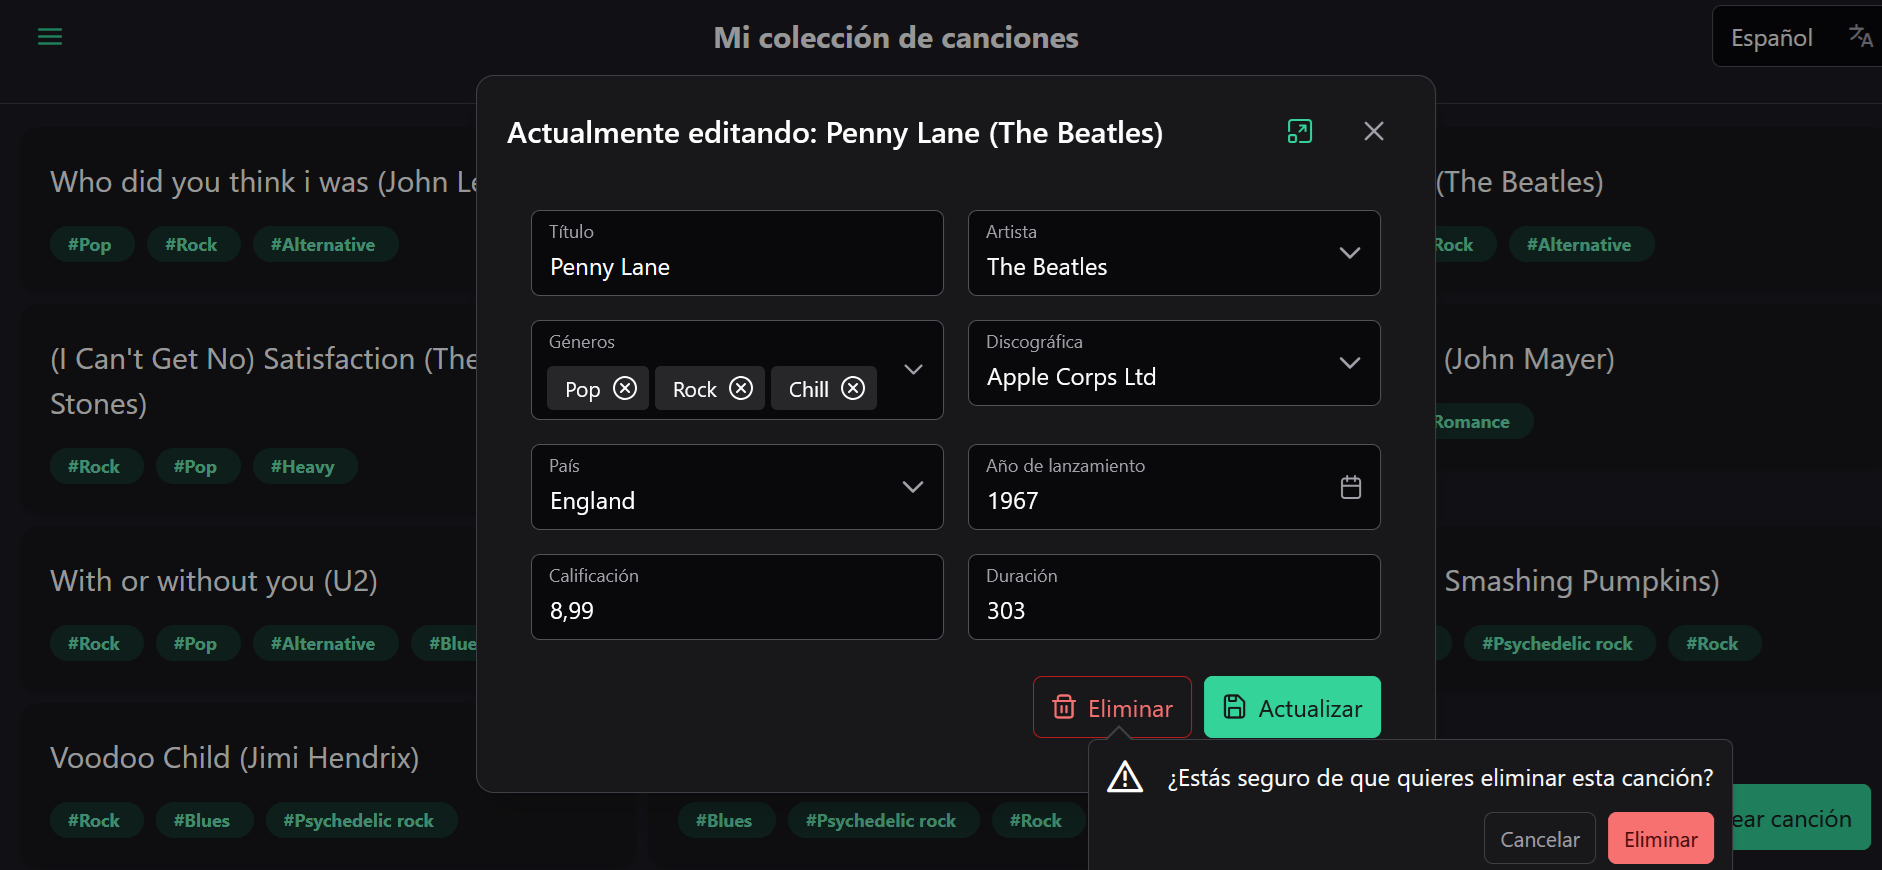 Mi colección de canciones
Español
Actualmente editando: Penny Lane (The Beatles)
Who did you think i was (John Le
#Pop #Rock #Alternative
(The Beatles)
Rock #Alternative
Título
Penny Lane
Artista
The Beatles
(I Can't Get No) Satisfaction (The
Stones)
#Rock #Pop #Heavy
(John Mayer)
Romance
Géneros
Pop Rock Chill
Discográfica
Apple Corps Ltd
País
England
Año de lanzamiento
1967
With or without you (U2)
#Rock #Pop #Alternative #Blue
Smashing Pumpkins)
#Psychedelic rock #Rock
Calificación
8,99
Duración
303
Eliminar
Actualizar
Voodoo Child (Jimi Hendrix)
#Rock #Blues #Psychedelic rock
#Blues #Psychedelic rock #Rock
¿Estás seguro de que quieres eliminar esta canción?
Cancelar
Eliminar
ear canción